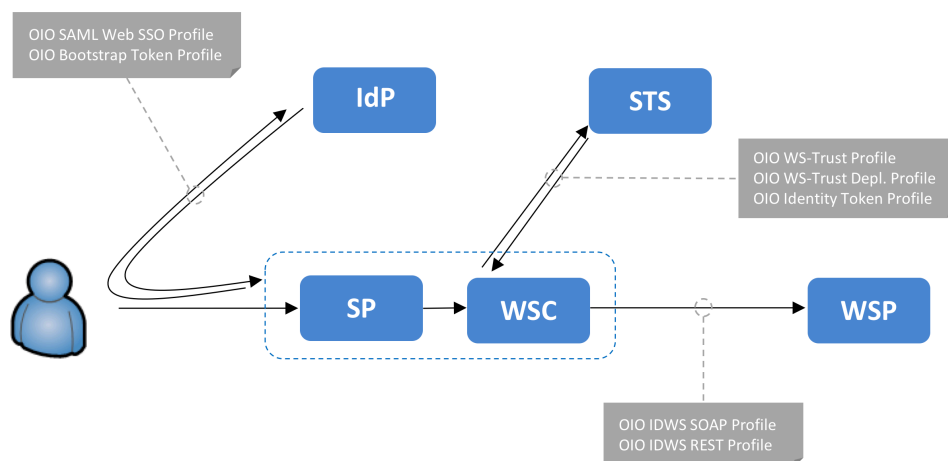 OIO SAML Web SSO Profile
OIO Bootstrap Token Profile
IdP
STS
OIO WS-Trust Profile
OIO WS-Trust Depl. Profile
OIO Identity Token Profile
SP
WSC
WSP
OIO IDWS SOAP Profile
OIO IDWS REST Profile